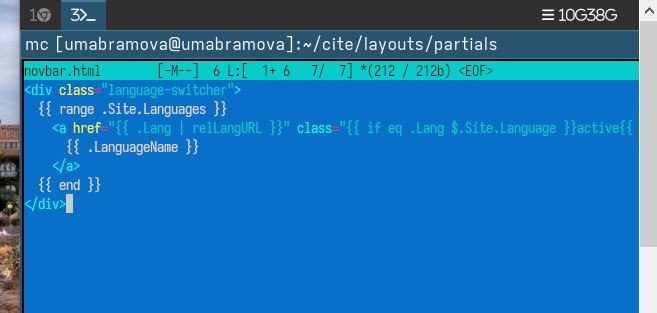 1
3>_ ☰ 10G38G
mc [umabramova@umabramova]:~/cite/layouts/partials
novbar.html [-M--] 6 L:[ 1+ 6 7/ 7] *(212 / 212b) <EOF>
<div class="language-switcher">
{{ range .Site.Languages }}
<a href="{{ .Lang | relLangURL }}" class="{{ if eq .Lang $.Site.Language }}active{{
{{ .LanguageName }}
</a>
{{ end }}
</div>